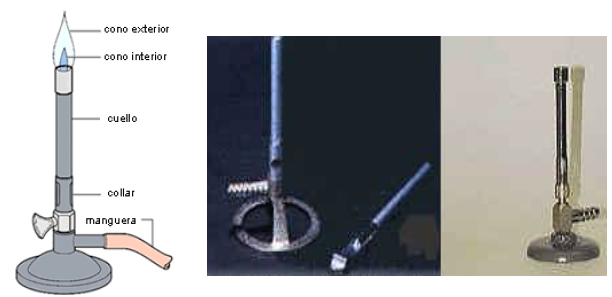 cono exterior
cono interior
cuello
collar
manguera